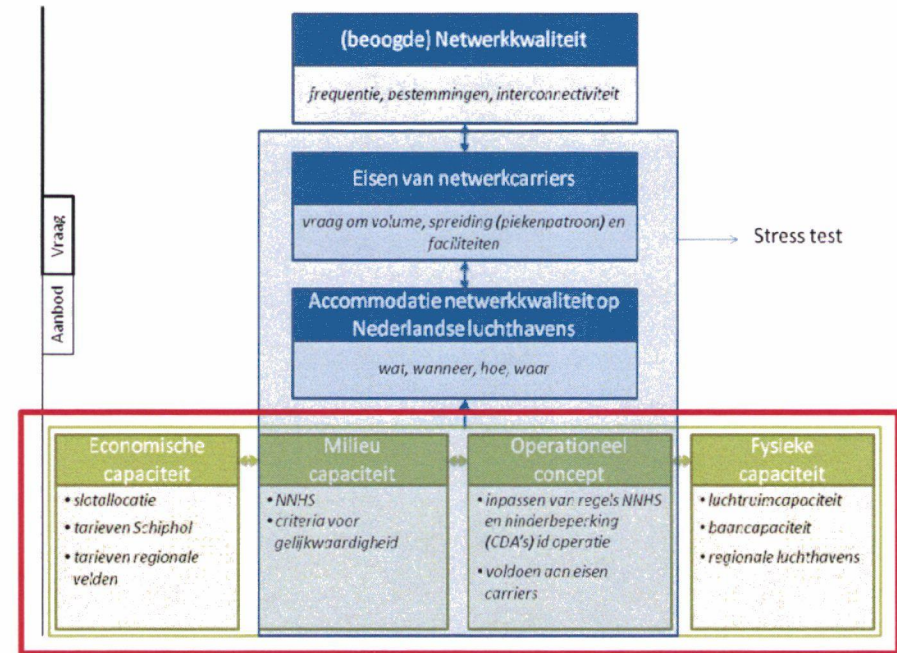 (beoogde) Netwerkkwaliteit
frequentie, bestemmingen, interconnectiviteit
Eisen van netwerkcarriers
vraag om volume, spreiding (piekenpatroon) en
faciliteiten
Stress test
Vraag
Aanbod
Accommodatie netwerkkwaliteit op
Nederlandse luchthavens
wat, wanneer, hoe, waar
Economische
capaciteit
• slotallocatie
• tarieven Schiphol
• tarieven regionale
velden
Milieu
capaciteit
• NNHS
• criteria voor
gelijkwaardigheid
Operationeel
concept
• inpassen van regels NNHS
en hinderbeperking
(CDA's) id operatie
• voldoen aan eisen
carriers
Fysieke
capaciteit
• luchtruimcapaciteit
• baancapaciteit
• regionale luchthavens